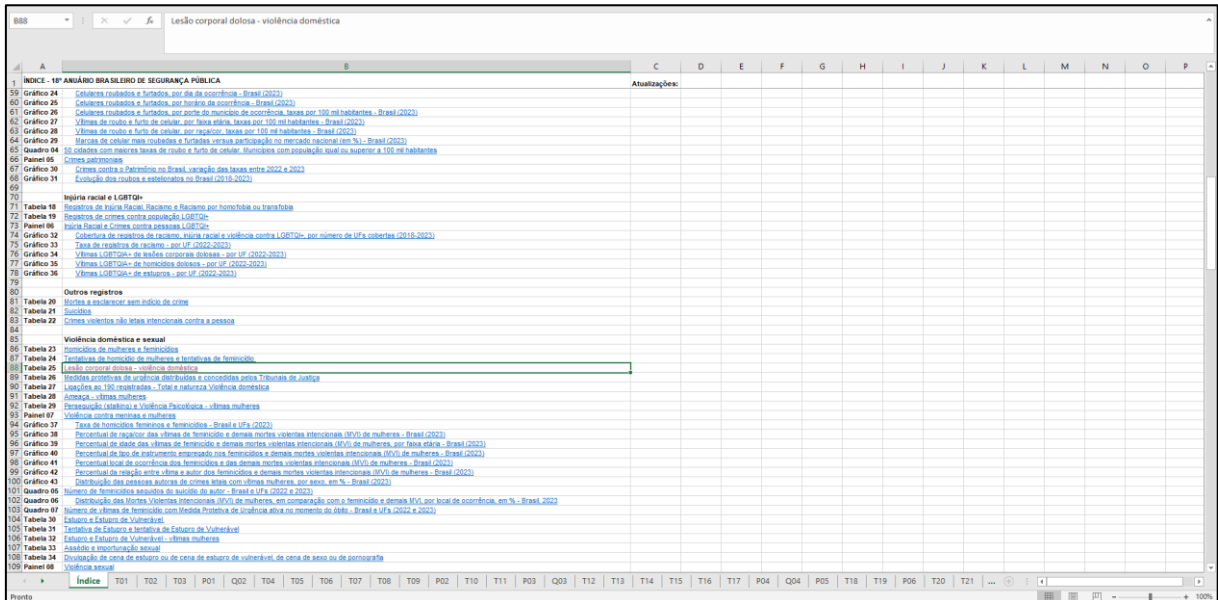 B88 fx Lesão corporal dolosa - violência doméstica
A B C D E F G H I J K L M N O P
1 ÍNDICE - 18º ANUÁRIO BRASILEIRO DE SEGURANÇA PÚBLICA Atualizações:
59 Gráfico 24 Celulares roubados e furtados, por dia da ocorrência - Brasil (2023)
60 Gráfico 25 Celulares roubados e furtados, por horário da ocorrência - Brasil (2023)
61 Gráfico 26 Celulares roubados e furtados, por porte do município de ocorrência, taxas por 100 mil habitantes - Brasil (2023)
62 Gráfico 27 Vítimas de roubo e furto de celular, por faixa etária, taxas por 100 mil habitantes - Brasil (2023)
63 Gráfico 28 Vítimas de roubo e furto de celular, por raça/cor, taxas por 100 mil habitantes - Brasil (2023)
64 Gráfico 29 Marcas de celular mais roubadas e furtadas versus participação no mercado nacional (em %) - Brasil (2023)
65 Quadro 04 50 cidades com maiores taxas de roubo e furto de celular. Municípios com população igual ou superior a 100 mil habitantes
66 Painel 05 Crimes patrimoniais
67 Gráfico 30 Crimes contra o Patrimônio no Brasil, variação das taxas entre 2022 e 2023
68 Gráfico 31 Evolução dos roubos e estelionatos no Brasil (2018-2023)
69
70 Injúria racial e LGBTQI+
71 Tabela 18 Registros de Injúria Racial, Racismo e Racismo por homofobia ou transfobia
72 Tabela 19 Registros de crimes contra população LGBTQI+
73 Painel 06 Injúria Racial e Crimes contra pessoas LGBTQI+
74 Gráfico 32 Cobertura de registros de racismo, injúria racial e violência contra LGBTQI+, por número de UFs cobertas (2018-2023)
75 Gráfico 33 Taxa de registros de racismo - por UF (2022-2023)
76 Gráfico 34 Vítimas LGBTQIA+ de lesões corporais dolosas - por UF (2022-2023)
77 Gráfico 35 Vítimas LGBTQIA+ de homicídios dolosos - por UF (2022-2023)
78 Gráfico 36 Vítimas LGBTQIA+ de estupros - por UF (2022-2023)
79
80 Outros registros
81 Tabela 20 Mortes a esclarecer sem indício de crime
82 Tabela 21 Suicídios
83 Tabela 22 Crimes violentos não letais intencionais contra a pessoa
84
85 Violência doméstica e sexual
86 Tabela 23 Homicídios de mulheres e feminicídios
87 Tabela 24 Tentativas de homicídio de mulheres e tentativas de feminicídio
88 Tabela 25 Lesão corporal dolosa - violência doméstica
89 Tabela 26 Medidas protetivas de urgência distribuídas e concedidas pelos Tribunais de Justiça
90 Tabela 27 Ligações ao 190 registradas - Total e natureza Violência doméstica
91 Tabela 28 Ameaça - vítimas mulheres
92 Tabela 29 Perseguição (stalking) e Violência Psicológica - vítimas mulheres
93 Painel 07 Violência contra meninas e mulheres
94 Gráfico 37 Taxa de homicídios femininos e feminicídios - Brasil e UFs (2023)
95 Gráfico 38 Percentual de raça/cor das vítimas de feminicídio e demais mortes violentas intencionais (MVI) de mulheres - Brasil (2023)
96 Gráfico 39 Percentual de idade das vítimas de feminicídio e demais mortes violentas intencionais (MVI) de mulheres, por faixa etária - Brasil (2023)
97 Gráfico 40 Percentual de tipo de instrumento empregado nos feminicídios e demais mortes violentas intencionais (MVI) de mulheres - Brasil (2023)
98 Gráfico 41 Percentual local de ocorrência dos feminicídios e das demais mortes violentas intencionais (MVI) de mulheres - Brasil (2023)
99 Gráfico 42 Percentual da relação entre vítima e autor dos feminicídios e demais mortes violentas intencionais (MVI) de mulheres - Brasil (2023)
100 Gráfico 43 Distribuição das pessoas autoras de crimes letais com vítimas mulheres, por sexo, em % - Brasil (2023)
101 Quadro 05 Número de feminicídios seguidos do suicídio do autor - Brasil e UFs (2022 e 2023)
102 Quadro 06 Distribuição das Mortes Violentas Intencionais (MVI) de mulheres, em comparação com o feminicídio e demais MVI, por local de ocorrência, em % - Brasil, 2023
103 Quadro 07 Número de vítimas de feminicídio com Medida Protetiva de Urgência ativa no momento do óbito - Brasil e UFs (2022 e 2023)
104 Tabela 30 Estupro e Estupro de Vulnerável
105 Tabela 31 Tentativa de Estupro e tentativa de Estupro de Vulnerável
106 Tabela 32 Estupro e Estupro de Vulnerável - vítimas mulheres
107 Tabela 33 Assédio e importunação sexual
108 Tabela 34 Divulgação de cena de estupro ou de cena de estupro de vulnerável, de cena de sexo ou de pornografia
109 Painel 08 Violência sexual
Índice T01 T02 T03 P01 Q02 T04 T05 T06 T07 T08 T09 P02 T10 T11 P03 Q03 T12 T13 T14 T15 T16 T17 P04 Q04 P05 T18 T19 P06 T20 T21 ...
Pronto 100%